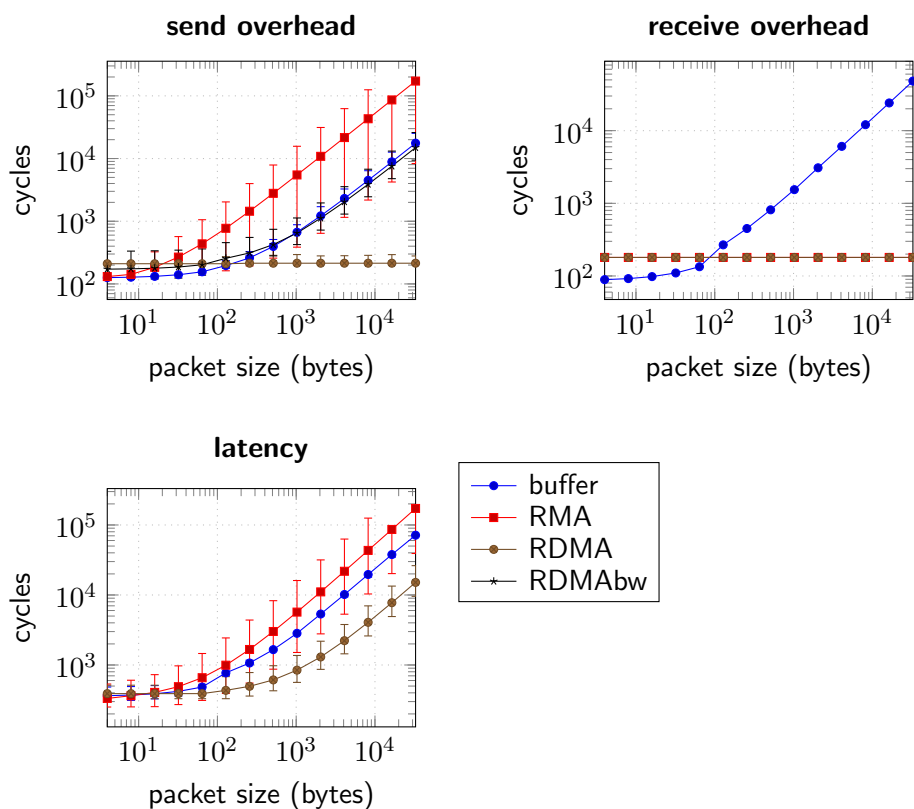 send overhead
10^5
10^4
10^3
10^2
cycles
10^1 10^2 10^3 10^4
packet size (bytes)
receive overhead
10^4
10^3
10^2
cycles
10^1 10^2 10^3 10^4
packet size (bytes)
latency
10^5
10^4
10^3
cycles
10^1 10^2 10^3 10^4
packet size (bytes)
buffer
RMA
RDMA
RDMAbw